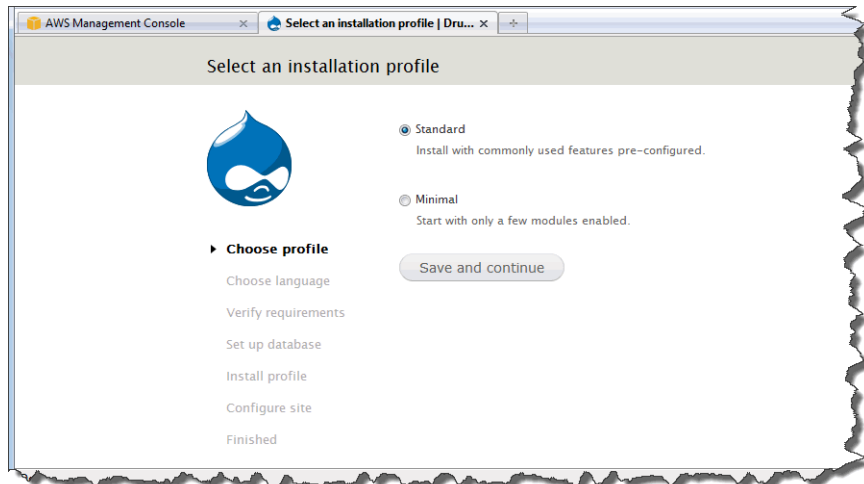 AWS Management Console
Select an installation profile | Dru...
Select an installation profile
Standard
Install with commonly used features pre-configured.
Minimal
Start with only a few modules enabled.
Save and continue
Choose profile
Choose language
Verify requirements
Set up database
Install profile
Configure site
Finished